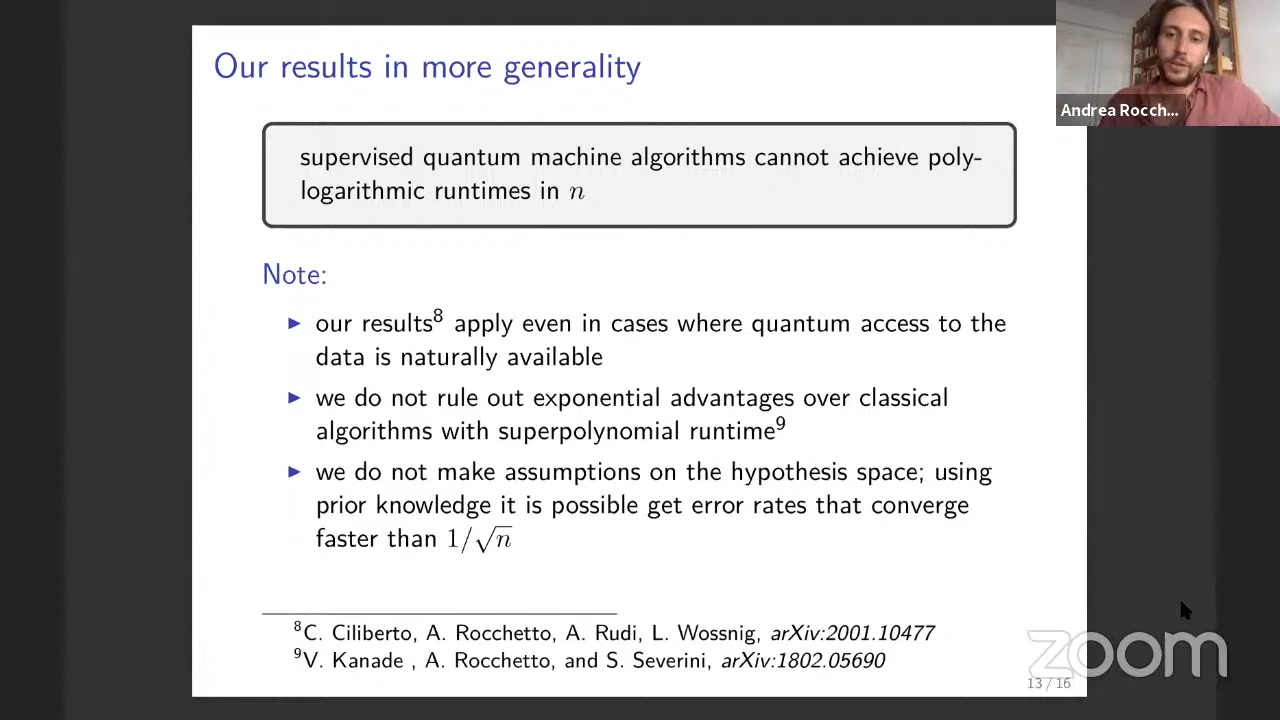 Our results in more generality
supervised quantum machine algorithms cannot achieve poly-
logarithmic runtimes in n
Note:
► our results⁸ apply even in cases where quantum access to the
data is naturally available
► we do not rule out exponential advantages over classical
algorithms with superpolynomial runtime⁹
► we do not make assumptions on the hypothesis space; using
prior knowledge it is possible get error rates that converge
faster than 1/√n
⁸C. Ciliberto, A. Rocchetto, A. Rudi, L. Wossnig, arXiv:2001.10477
⁹V. Kanade , A. Rocchetto, and S. Severini, arXiv:1802.05690
13 / 16
Andrea Rocch...
zoom